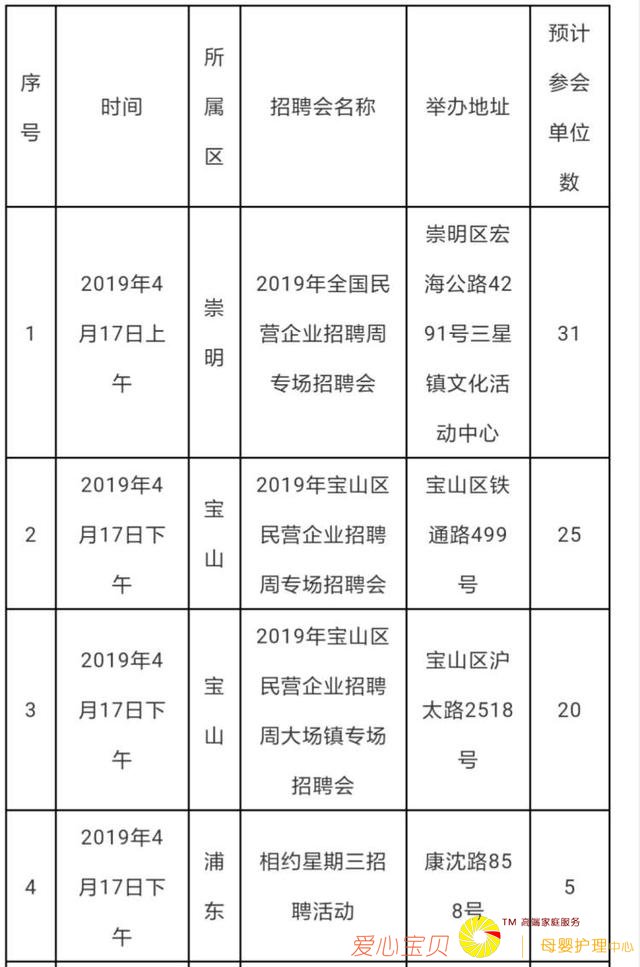 序
号
时间
所
属
区
招聘会名称
举办地址
预计
参会
单位
数
1
2019年4
月17日上
午
崇
明
2019年全国民
营企业招聘周
专场招聘会
崇明区宏
海公路42
91号三星
镇文化活
动中心
31
2
2019年4
月17日下
午
宝
山
2019年宝山区
民营企业招聘
周专场招聘会
宝山区铁
通路499
号
25
3
2019年4
月17日下
午
宝
山
2019年宝山区
民营企业招聘
周大场镇专场
招聘会
宝山区沪
太路2518
号
20
4
2019年4
月17日下
午
浦
东
相约星期三招
聘活动
康沈路85
8号
5
爱心宝贝
TM 高端家庭服务
母婴护理中心